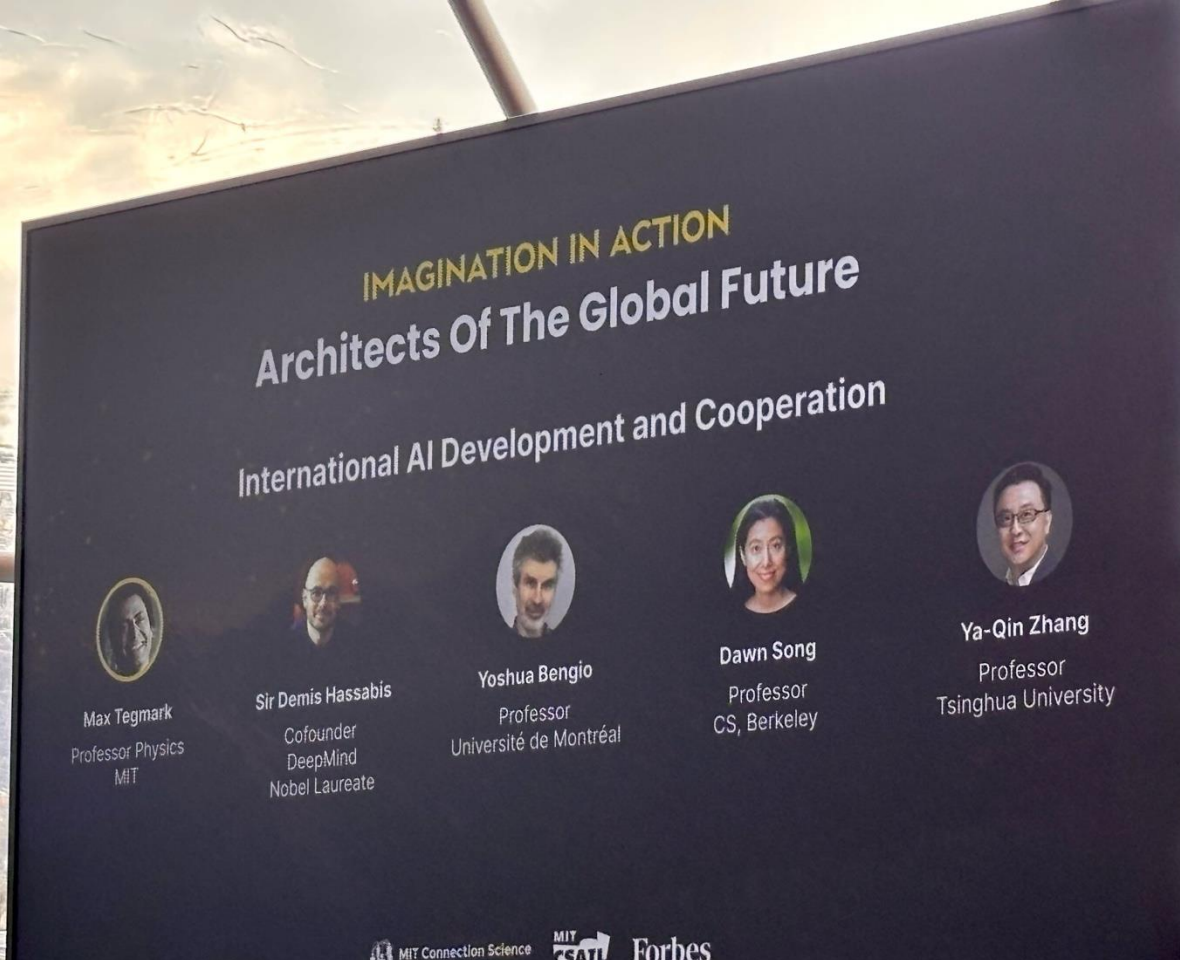 IMAGINATION IN ACTION
Architects Of The Global Future
International AI Development and Cooperation
Max Tegmark
Professor Physics
MIT
Sir Demis Hassabis
Cofounder
DeepMind
Nobel Laureate
Yoshua Bengio
Professor
Université de Montréal
Dawn Song
Professor
CS, Berkeley
Ya-Qin Zhang
Professor
Tsinghua University
MIT Connection Science
MIT
CSAIL
Forbes